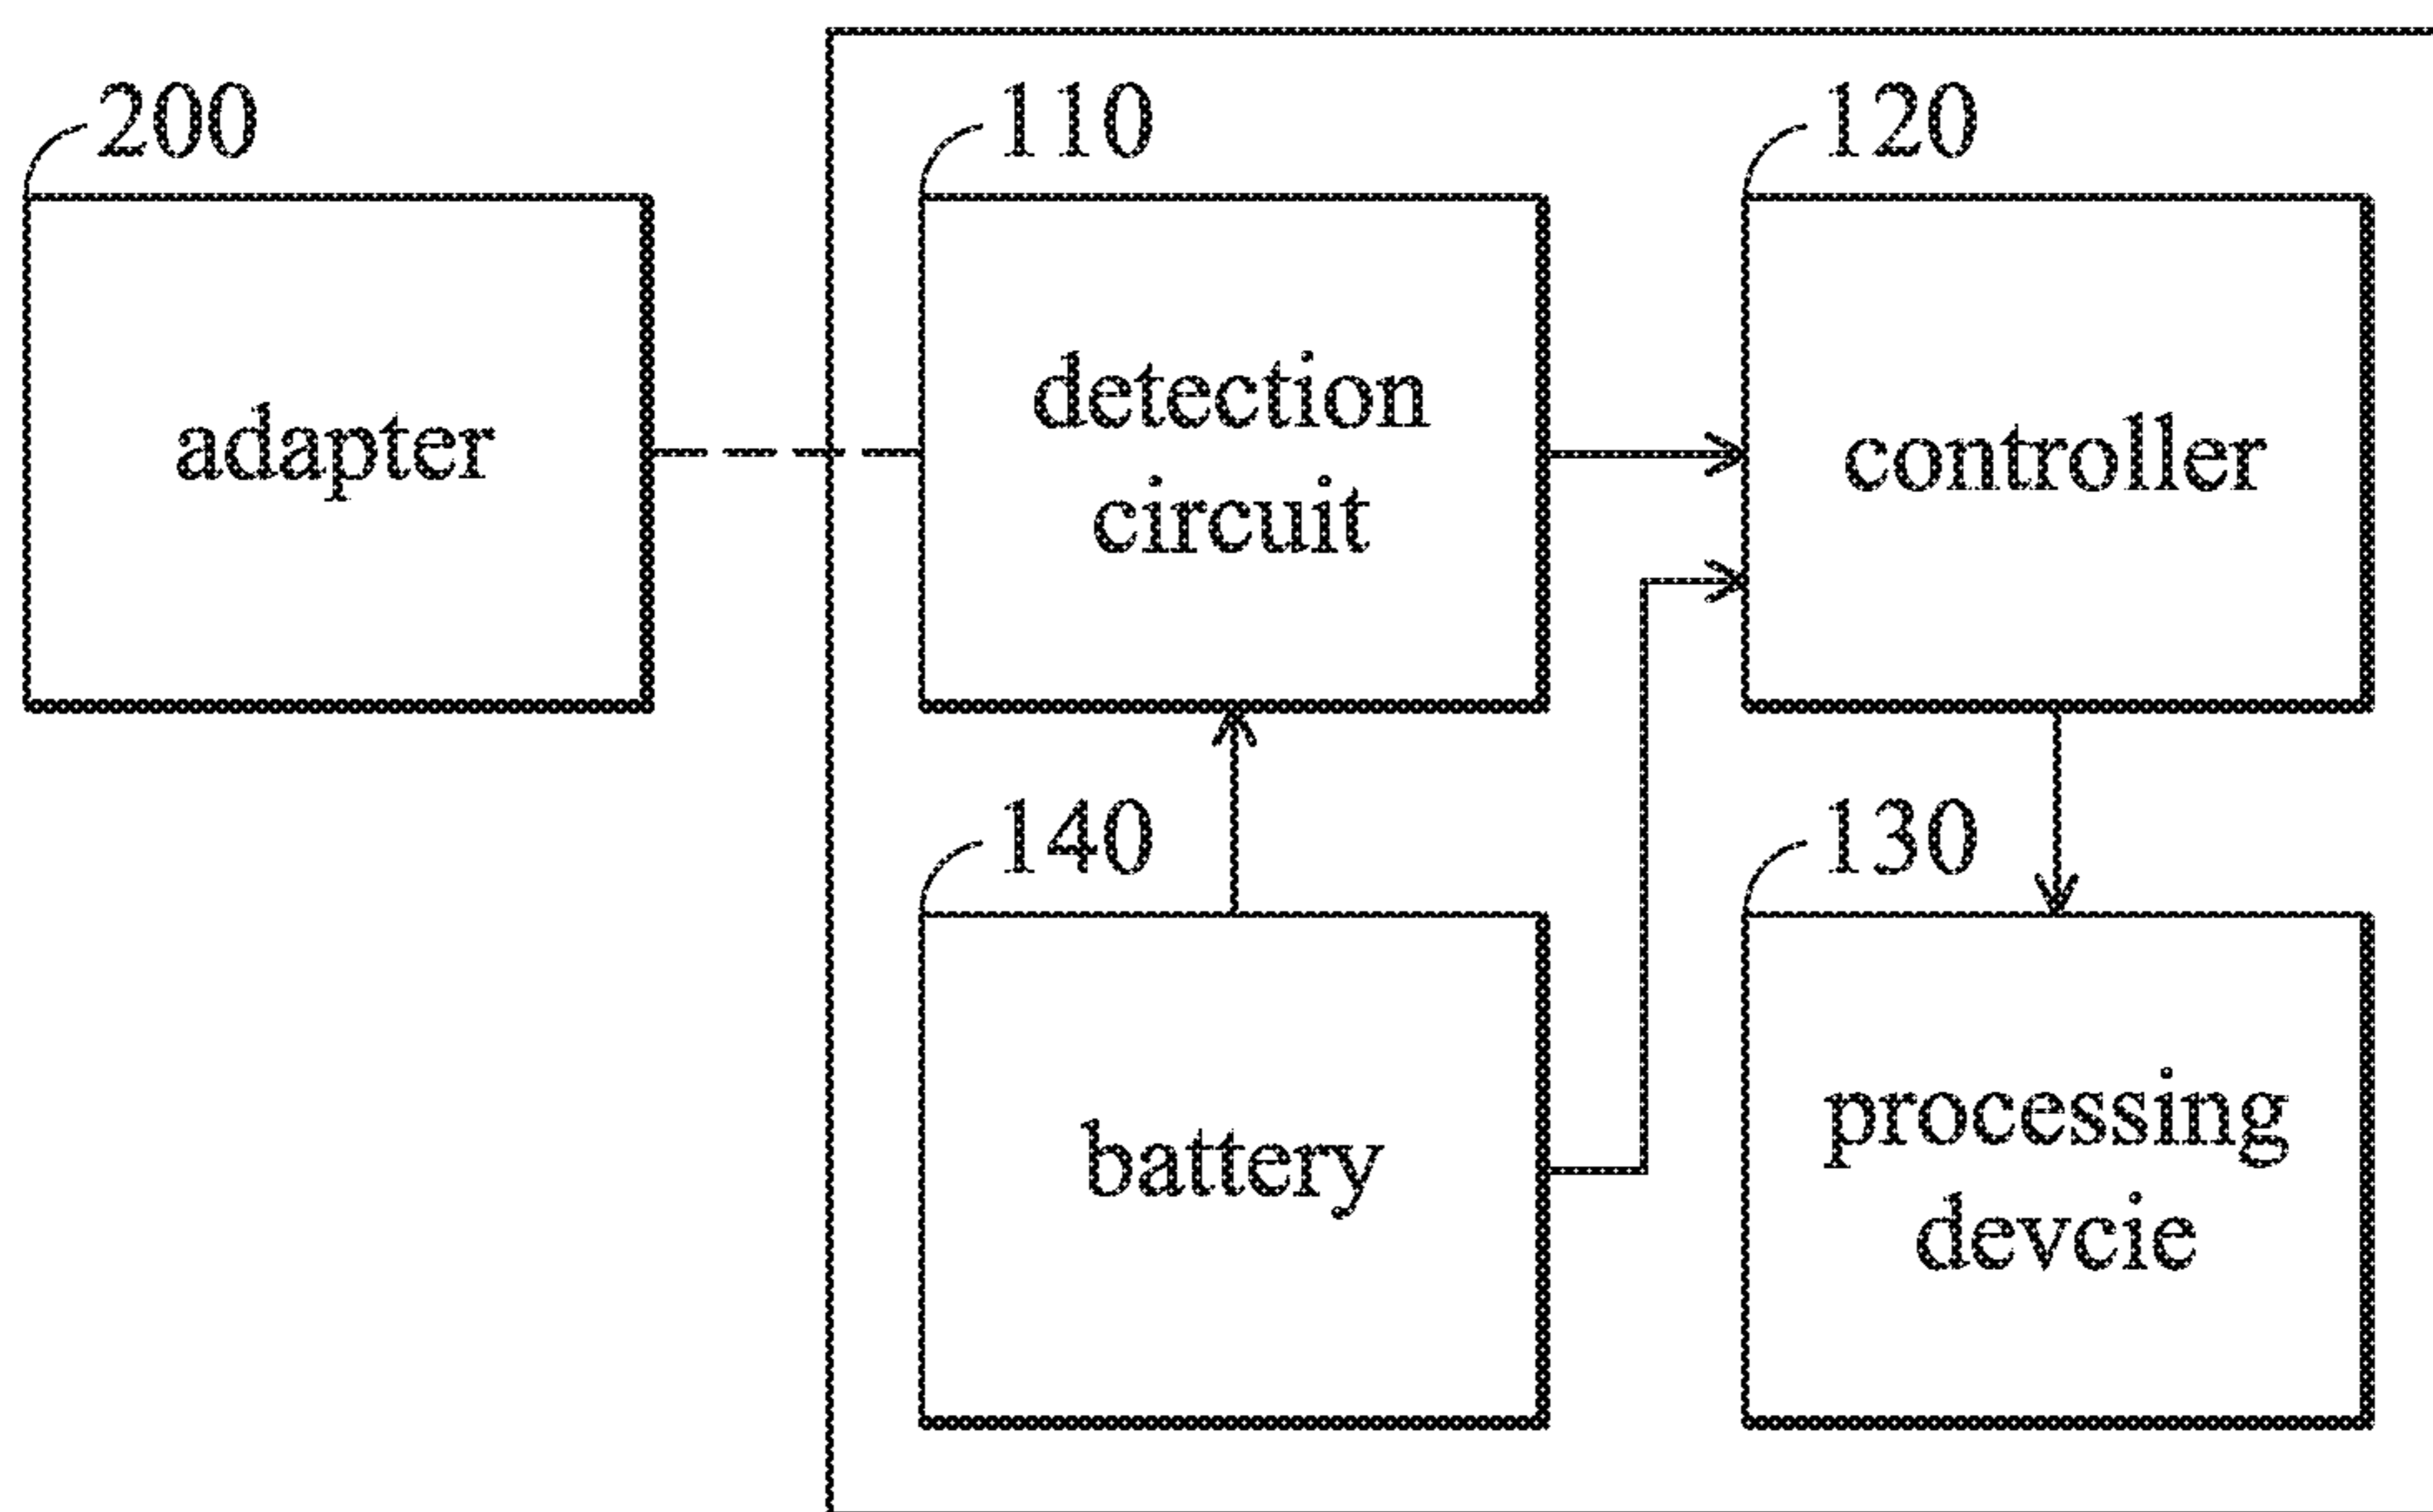 200
110
120
adapter
detection
circuit
controller
140
130
battery
processing
devcie